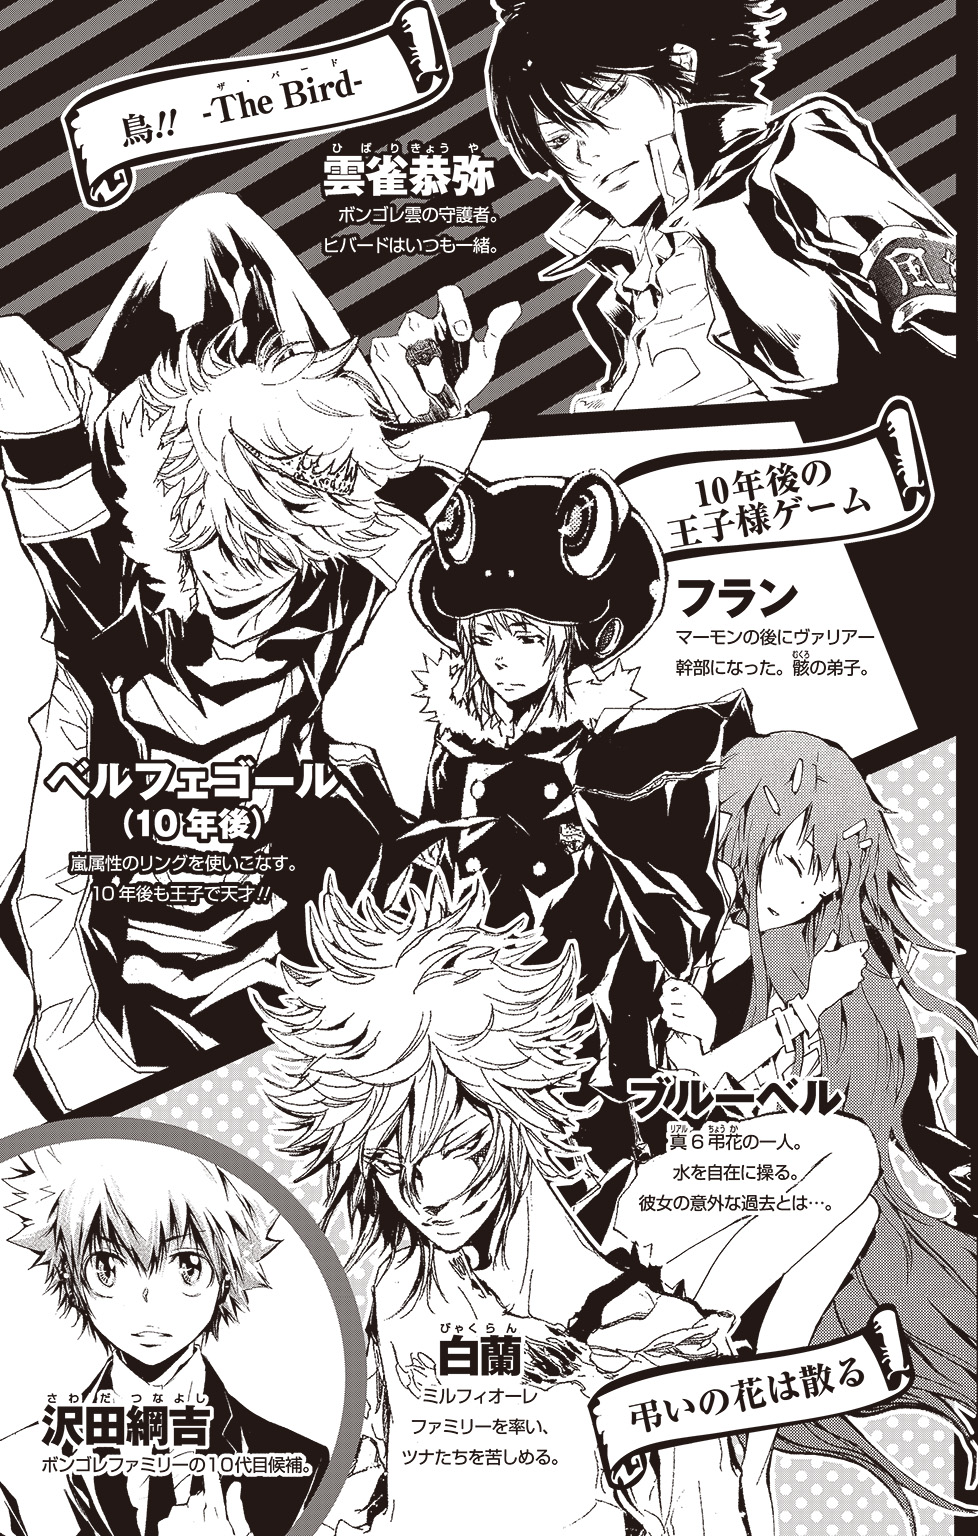 鳥!! -The Bird-
ザ・バード
雲雀恭弥
ひばりきょうや
ボンゴレ雲の守護者。
ヒバードはいつも一緒。
風
10年後の
王子様ゲーム
フラン
マーモンの後にヴァリアー
幹部になった。骸の弟子。
むくろ
ベルフェゴール
(10年後)
嵐属性のリングを使いこなす。
10年後も王子で天才!!
ブルーベル
真6弔花の一人。
リアル ちょうか
水を自在に操る。
彼女の意外な過去とは…。
白蘭
びゃくらん
ミルフィオーレ
ファミリーを率い、
ツナたちを苦しめる。
沢田綱吉
さわだつなよし
ボンゴレファミリーの10代目候補。
弔いの花は散る